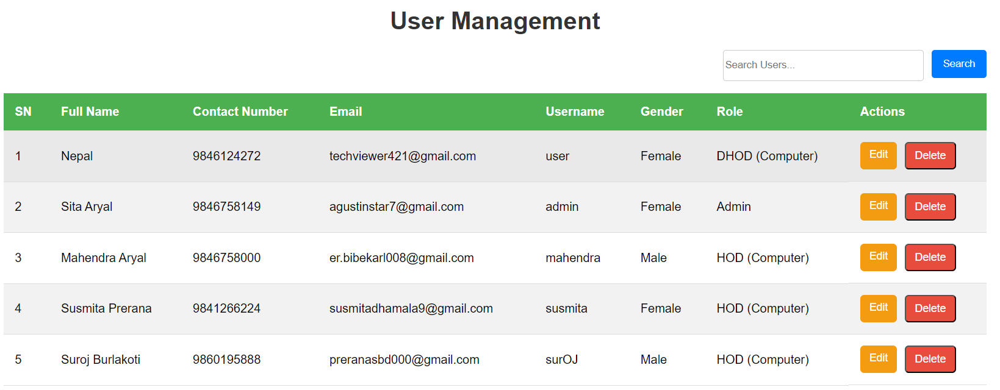 User Management
Search Users... Search
SN Full Name Contact Number Email Username Gender Role Actions
1 Nepal 9846124272 techviewer421@gmail.com user Female DHOD (Computer) Edit Delete
2 Sita Aryal 9846758149 agustinstar7@gmail.com admin Female Admin Edit Delete
3 Mahendra Aryal 9846758000 er.bibekarl008@gmail.com mahendra Male HOD (Computer) Edit Delete
4 Susmita Prerana 9841266224 susmitadhamala9@gmail.com susmita Female HOD (Computer) Edit Delete
5 Suroj Burlakoti 9860195888 preranasbd000@gmail.com surOJ Male HOD (Computer) Edit Delete